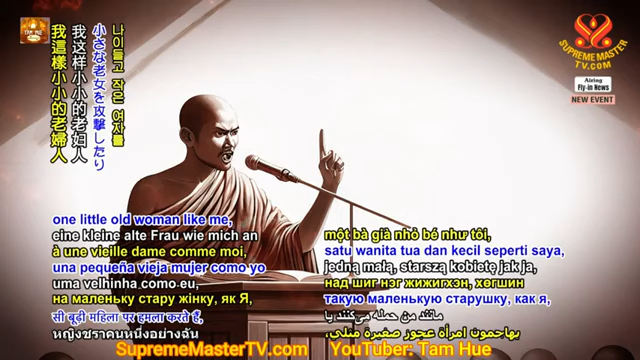 나이들고 작은 여자를
小さな老女を攻撃したり
我这样小小的老妇人
我這樣小小的老婦人
SUPREME MASTER
TV.COM
Airing
Fly-in News
NEW EVENT
one little old woman like me,
eine kleine alte Frau wie mich an
à une vieille dame comme moi,
una pequeña vieja mujer como yo
uma velhinha como eu,
на маленьку стару жінку, як Я,
सी बूढ़ी महिला पर हमला करते हैं,
หญิงชราคนหนึ่งอย่างฉัน
một bà già nhỏ bé như tôi,
satu wanita tua dan kecil seperti saya,
jedną małą, starszą kobietę jak ja,
над шиг нэг жижигхэн, хөгшин
такую маленькую старушку, как я,
مانند من حمله می‌کنند یا
يهاجمون امرأة عجوز صغيرة مثلي،
SupremeMasterTV.com
YouTuber: Tam Hue